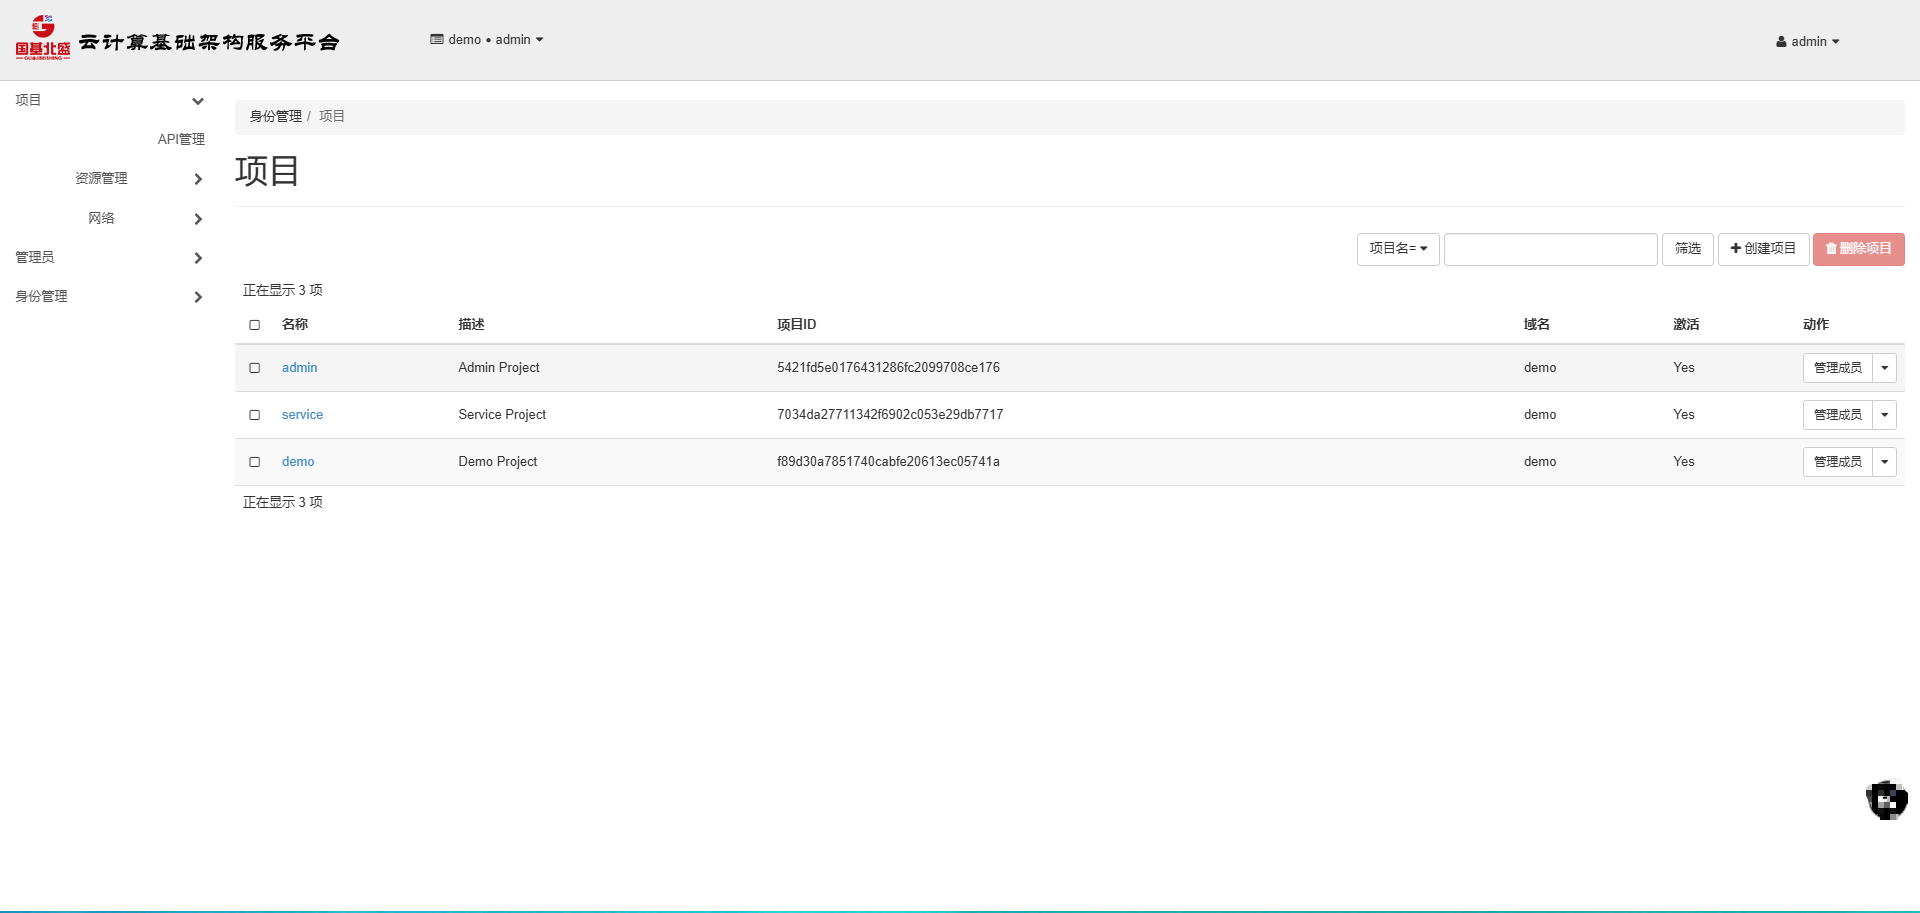 国基北盛
GUOJIBEISHENG
云计算基础架构服务平台
demo • admin
admin
项目
API管理
资源管理
网络
管理员
身份管理
身份管理 / 项目
项目
项目名=
筛选
创建项目
删除项目
正在显示 3 项
名称 描述 项目ID 域名 激活 动作
admin Admin Project 5421fd5e0176431286fc2099708ce176 demo Yes 管理成员
service Service Project 7034da27711342f6902c053e29db7717 demo Yes 管理成员
demo Demo Project f89d30a7851740cabfe20613ec05741a demo Yes 管理成员
正在显示 3 项